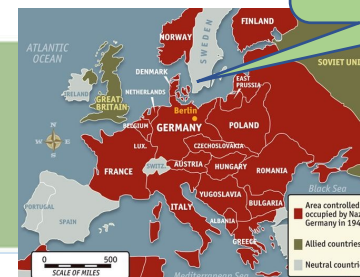 FINLAND
NORWAY
SWEDEN
ATLANTIC
OCEAN
SOVIET UNI
DENMARK
EAST
PRUSSIA
IRELAND
NETHERLANDS
GREAT
BRITAIN
Berlin
N
W
E
S
BELGIUM
GERMANY
POLAND
LUX.
CZECHOSLOVAKIA
FRANCE
SWITZ.
AUSTRIA
HUNGARY
ROMANIA
Black Sea
YUGOSLAVIA
PORTUGAL
ITALY
BULGARIA
SPAIN
ALBANIA
GREECE
Mediterranean Sea
0 500
SCALE OF MILES
Area controlled
occupied by Naz
Germany in 194
Allied countries
Neutral countri